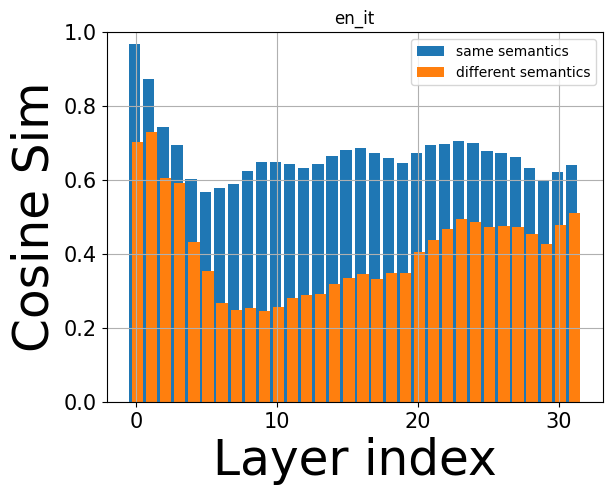 en_it
same semantics
different semantics
Cosine Sim
1.0
0.8
0.6
0.4
0.2
0.0
0 10 20 30
Layer index